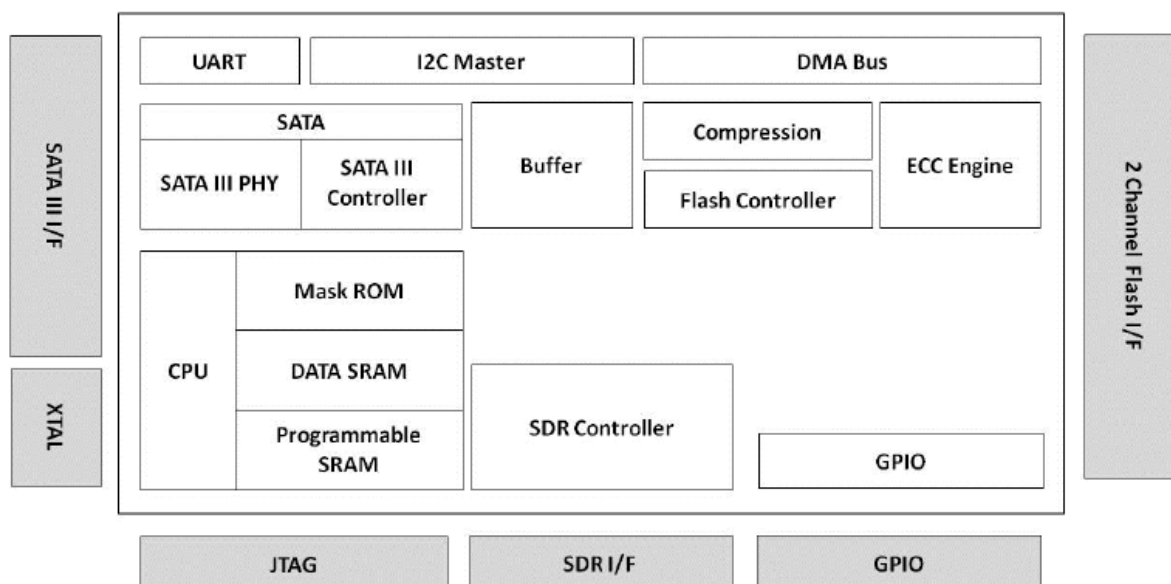 UART
I2C Master
DMA Bus
SATA
SATA III PHY
SATA III
Controller
Buffer
Compression
Flash Controller
ECC Engine
CPU
Mask ROM
DATA SRAM
Programmable
SRAM
SDR Controller
GPIO
SATA III I/F
XTAL
2 Channel Flash I/F
JTAG
SDR I/F
GPIO